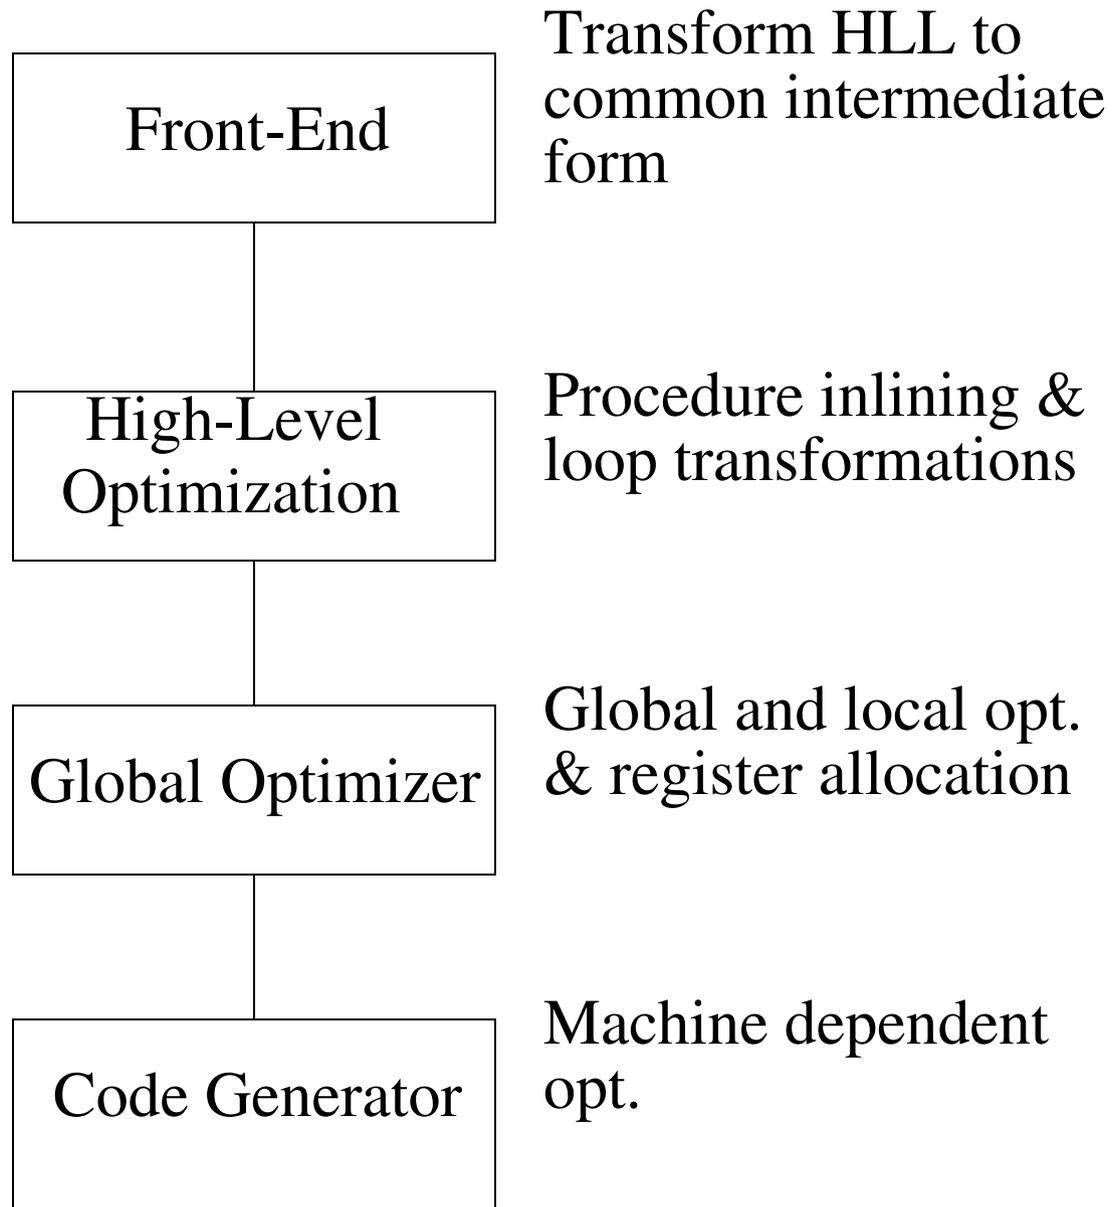 Front-End
Transform HLL to
common intermediate
form
High-Level
Optimization
Procedure inlining &
loop transformations
Global Optimizer
Global and local opt.
& register allocation
Code Generator
Machine dependent
opt.